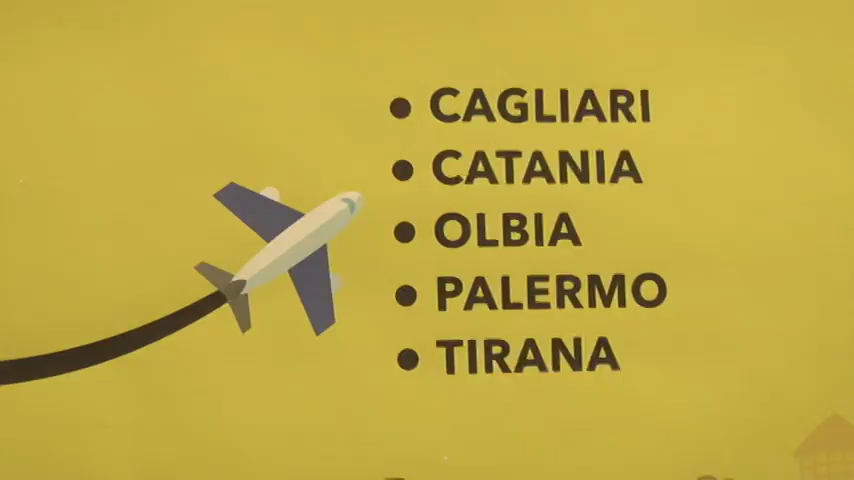 • CAGLIARI
• CATANIA
• OLBIA
• PALERMO
• TIRANA